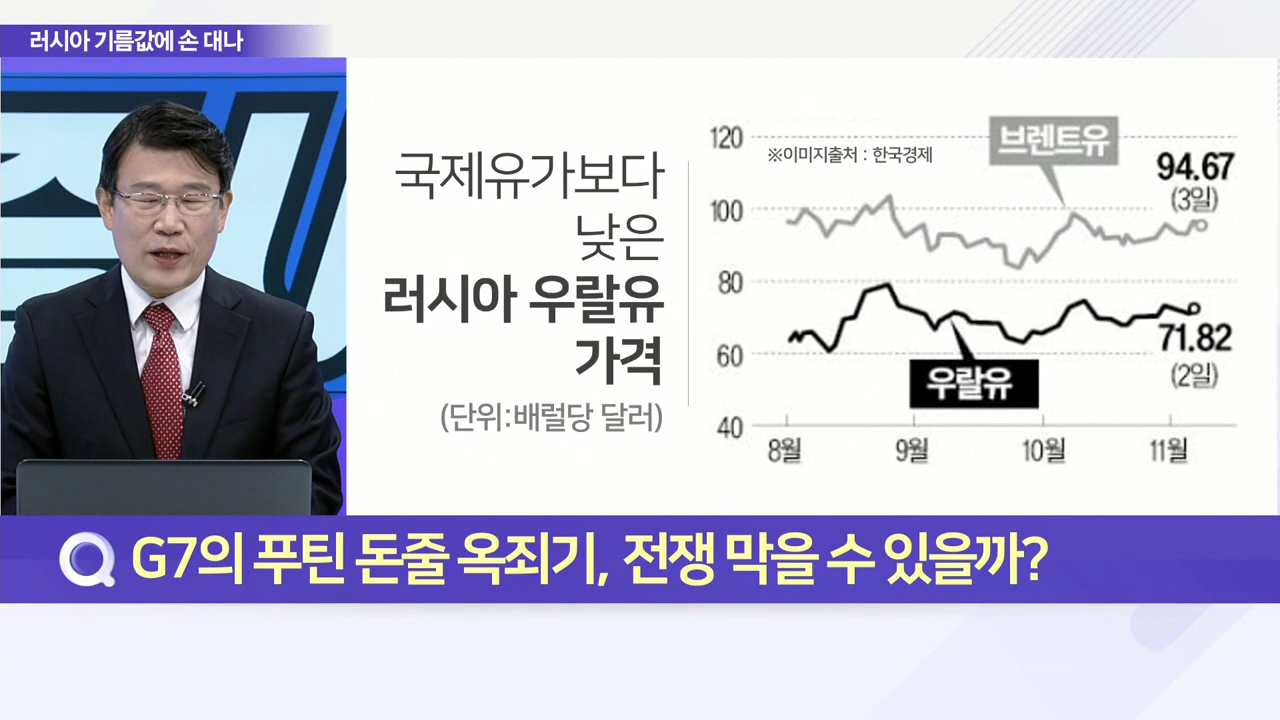 러시아 기름값에 손 대나
국제유가보다
낮은
러시아 우랄유
가격
(단위:배럴당 달러)
※이미지출처 : 한국경제
브렌트유
94.67
(3일)
우랄유
71.82
(2일)
120
100
80
60
40
8월 9월 10월 11월
G7의 푸틴 돈줄 옥죄기, 전쟁 막을 수 있을까?